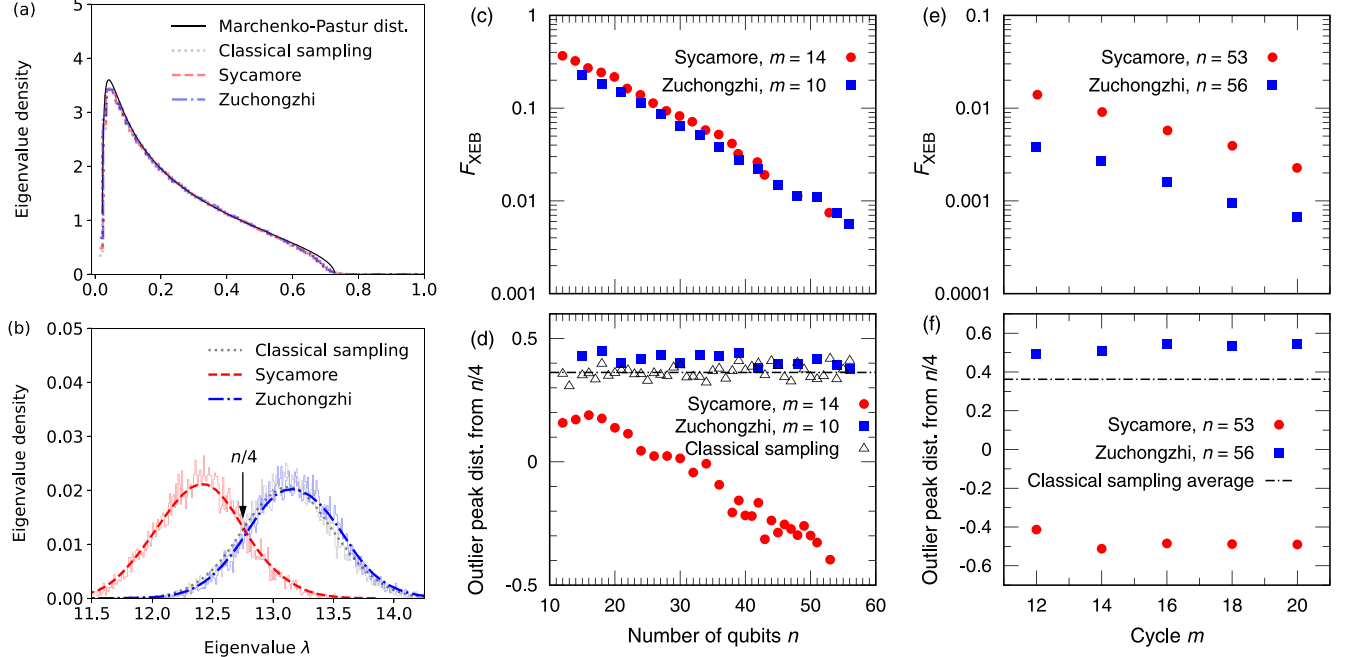 (a)
Eigenvalue density
5
4
3
2
1
0
0.0 0.2 0.4 0.6 0.8 1.0
Marchenko-Pastur dist.
Classical sampling
Sycamore
Zuchongzhi
(b)
Eigenvalue density
0.05
0.04
0.03
0.02
0.01
0.00
11.5 12.0 12.5 13.0 13.5 14.0
Eigenvalue λ
Classical sampling
Sycamore
Zuchongzhi
n/4
(c)
F_XEB
1
0.1
0.01
0.001
Sycamore, m = 14
Zuchongzhi, m = 10
(d)
Outlier peak dist. from n/4
0.5
0
-0.5
10 20 30 40 50 60
Number of qubits n
Sycamore, m = 14
Zuchongzhi, m = 10
Classical sampling
(e)
F_XEB
0.1
0.01
0.001
0.0001
Sycamore, n = 53
Zuchongzhi, n = 56
(f)
Outlier peak dist. from n/4
0.6
0.4
0.2
0
-0.2
-0.4
-0.6
12 14 16 18 20
Cycle m
Sycamore, n = 53
Zuchongzhi, n = 56
Classical sampling average